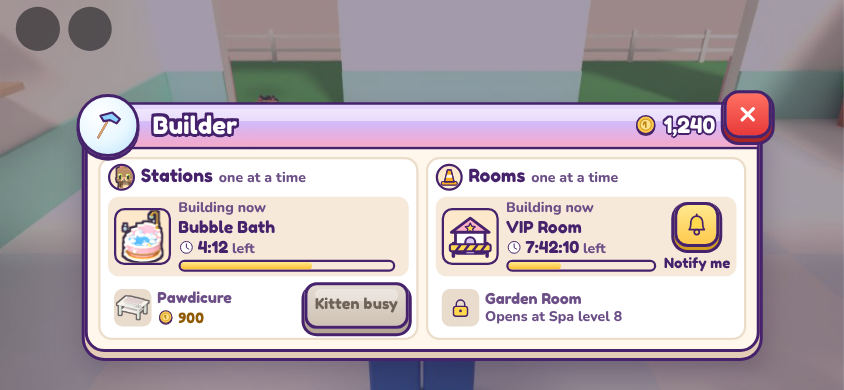 Builder
1,240
Stations one at a time
Building now
Bubble Bath
4:12 left
Pawdicure
900
Kitten busy
Rooms one at a time
Building now
VIP Room
7:42:10 left
Notify me
Garden Room
Opens at Spa level 8